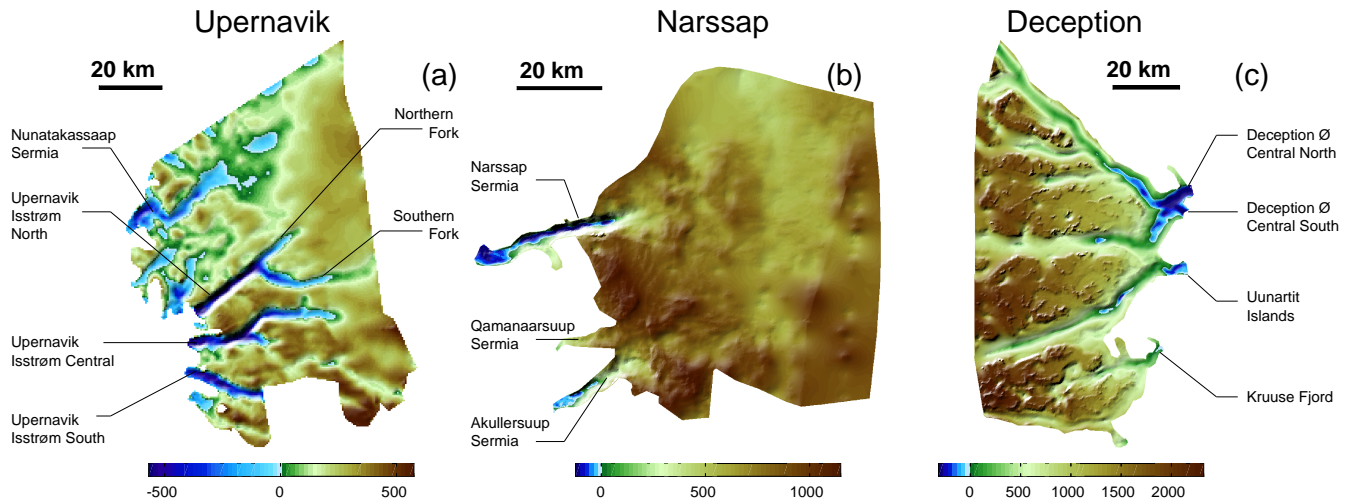 Upernavik
Narssap
Deception
20 km
(a)
20 km
(b)
20 km
(c)
Northern
Fork
Nunatakassaap
Sermia
Upernavik
Isstrøm
North
Southern
Fork
Upernavik
Isstrøm Central
Upernavik
Isstrøm South
Narssap
Sermia
Qamanaarsuup
Sermia
Akullersuup
Sermia
Deception Ø
Central North
Deception Ø
Central South
Uunartit
Islands
Kruuse Fjord
-500 0 500
0 500 1000
0 500 1000 1500 2000